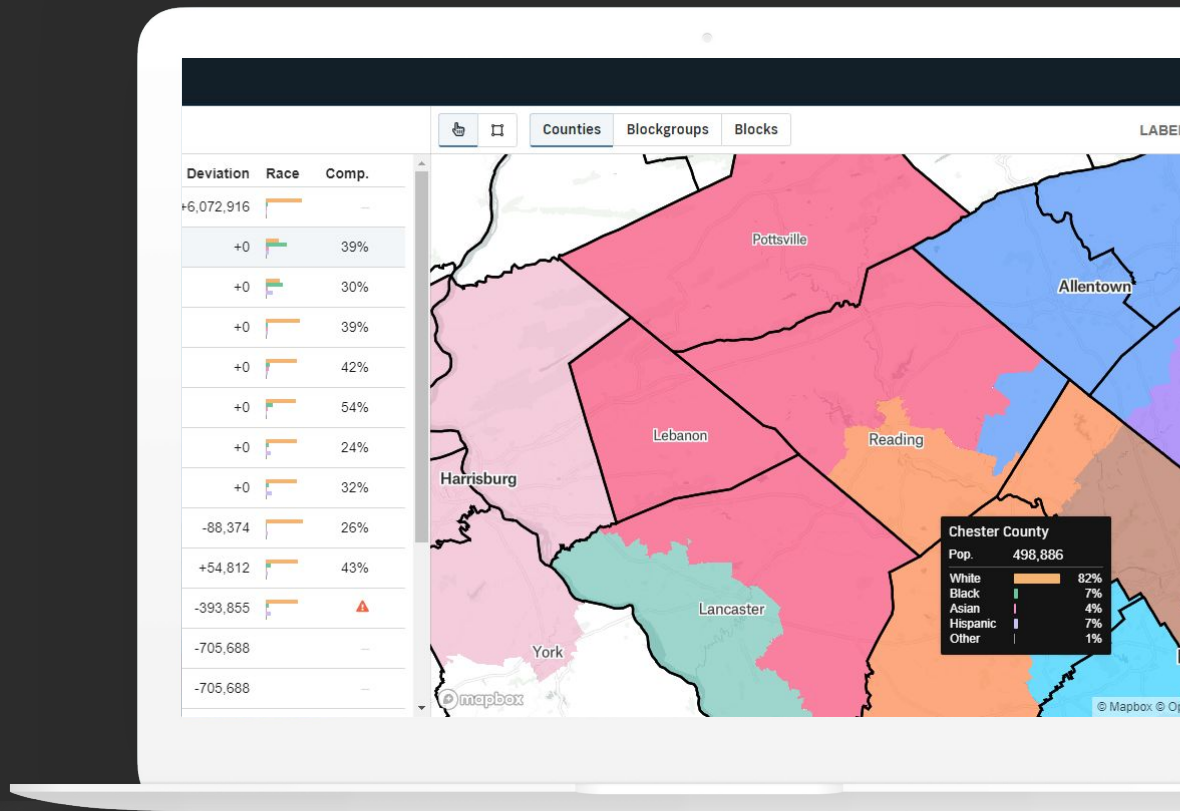 Counties Blockgroups Blocks
Deviation Race Comp.
+6,072,916 –
+0 39%
+0 30%
+0 39%
+0 42%
+0 54%
+0 24%
+0 32%
-88,374 26%
+54,812 43%
-393,855
-705,688 –
-705,688 –
Pottsville
Allentown
Lebanon
Reading
Harrisburg
Lancaster
York
Chester County
Pop. 498,886
White 82%
Black 7%
Asian 4%
Hispanic 7%
Other 1%
mapbox
© Mapbox ©